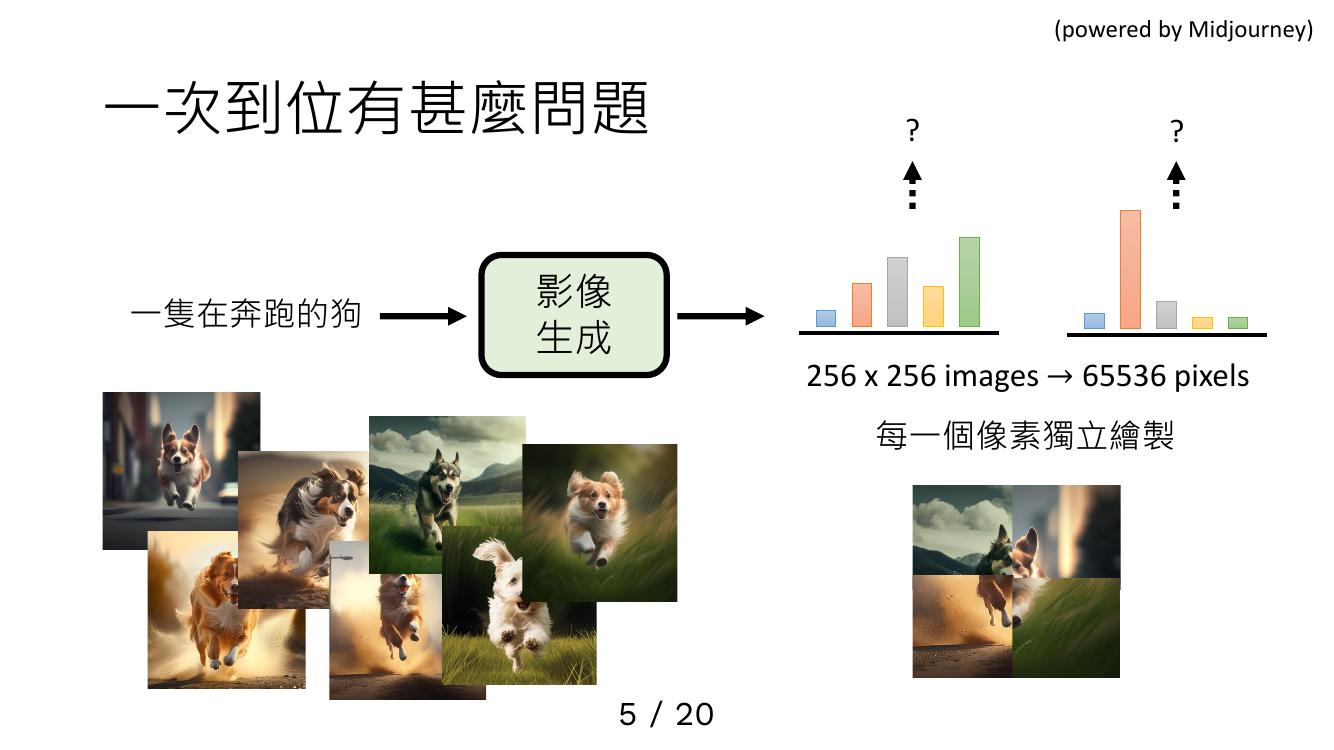 (powered by Midjourney)
一次到位有甚麼問題
?
?
一隻在奔跑的狗
影像
生成
256 x 256 images → 65536 pixels
每一個像素獨立繪製
5 / 20